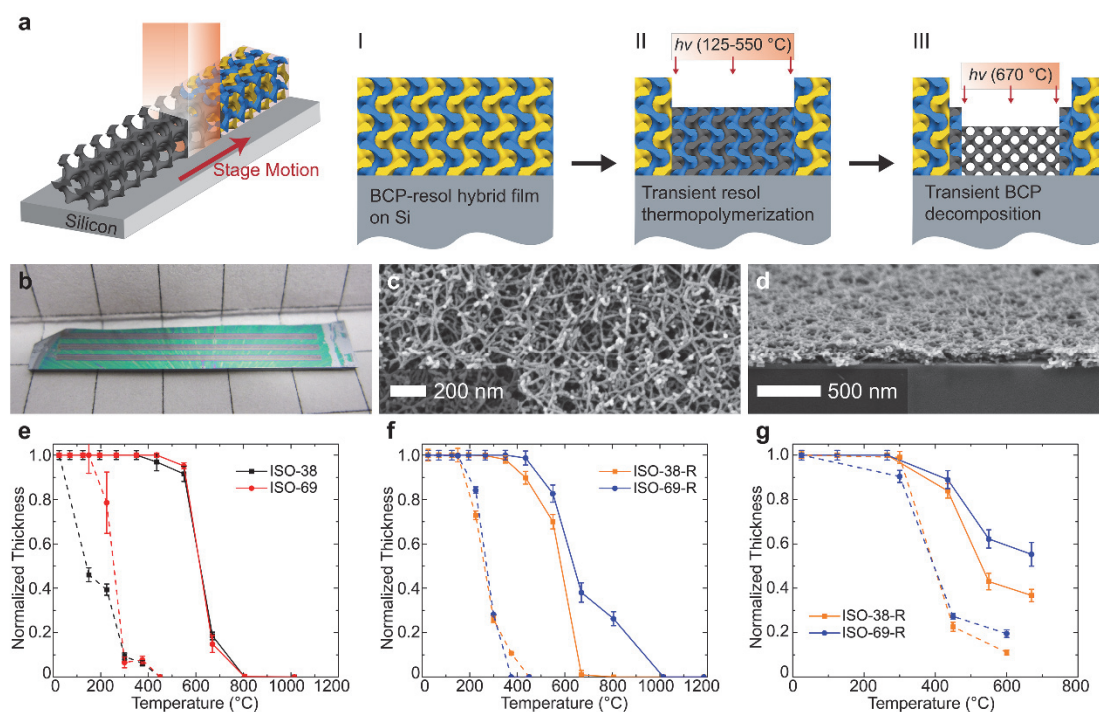 a
Stage Motion
Silicon
I
BCP-resol hybrid film
on Si
II
hν (125-550 °C)
Transient resol
thermopolymerization
III
hν (670 °C)
Transient BCP
decomposition
b
c
200 nm
d
500 nm
e
1.0
0.8
0.6
0.4
0.2
0
0 200 400 600 800 1000 1200
Normalized Thickness
Temperature (°C)
ISO-38
ISO-69
f
1.0
0.8
0.6
0.4
0.2
0
0 200 400 600 800 1000 1200
Normalized Thickness
Temperature (°C)
ISO-38-R
ISO-69-R
g
1.0
0.8
0.6
0.4
0.2
0
0 200 400 600 800
Normalized Thickness
Temperature (°C)
ISO-38-R
ISO-69-R